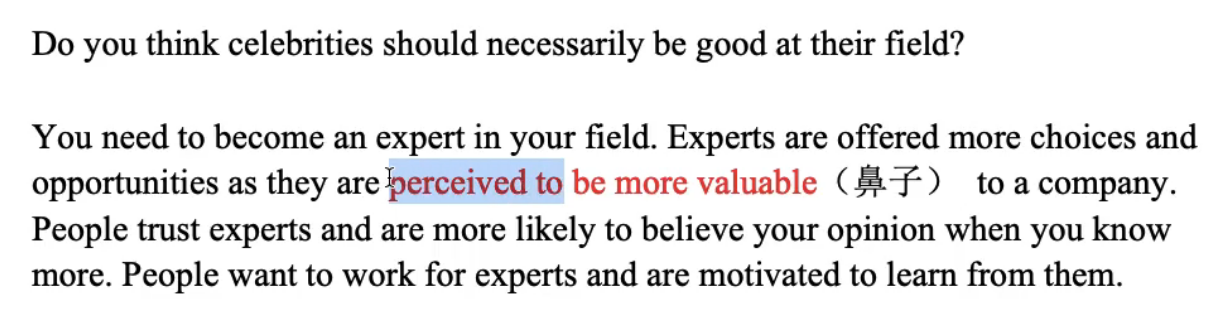 Do you think celebrities should necessarily be good at their field?
You need to become an expert in your field. Experts are offered more choices and
opportunities as they are perceived to be more valuable（鼻子） to a company.
People trust experts and are more likely to believe your opinion when you know
more. People want to work for experts and are motivated to learn from them.